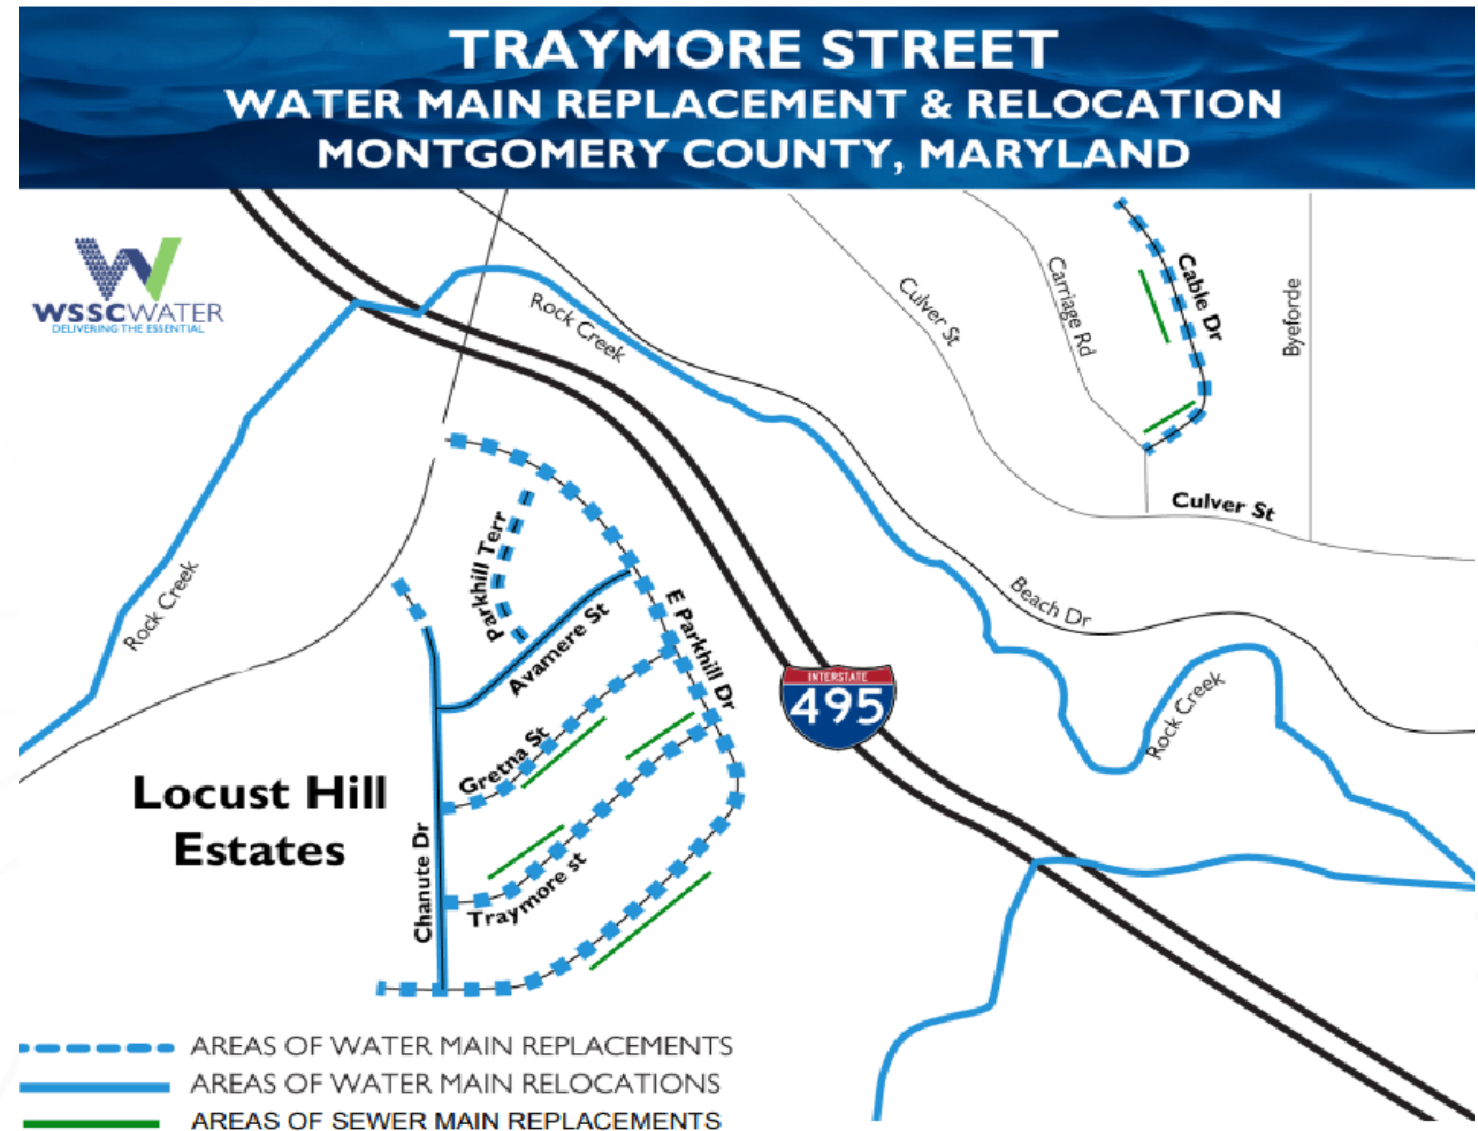 TRAYMORE STREET
WATER MAIN REPLACEMENT & RELOCATION
MONTGOMERY COUNTY, MARYLAND
WSSCWATER
DELIVERING THE ESSENTIAL
Rock Creek
Culver St
Carriage Rd
Cable Dr
Byeforde
Culver St
Parkhill Terr
Rock Creek
Avamere St
E Parkhill Dr
Beach Dr
INTERSTATE
495
Rock Creek
Gretna St
Locust Hill
Estates
Chanute Dr
Traymore st
AREAS OF WATER MAIN REPLACEMENTS
AREAS OF WATER MAIN RELOCATIONS
AREAS OF SEWER MAIN REPLACEMENTS